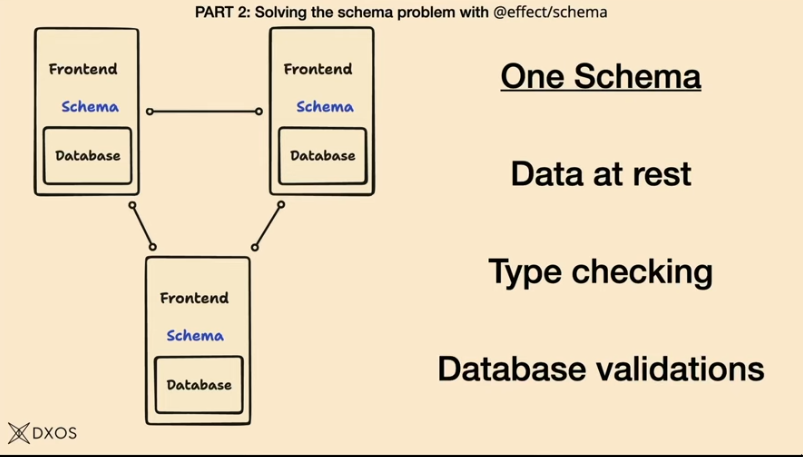 PART 2: Solving the schema problem with @effect/schema
Frontend
Schema
Database
Frontend
Schema
Database
Frontend
Schema
Database
One Schema
Data at rest
Type checking
Database validations
DXOS